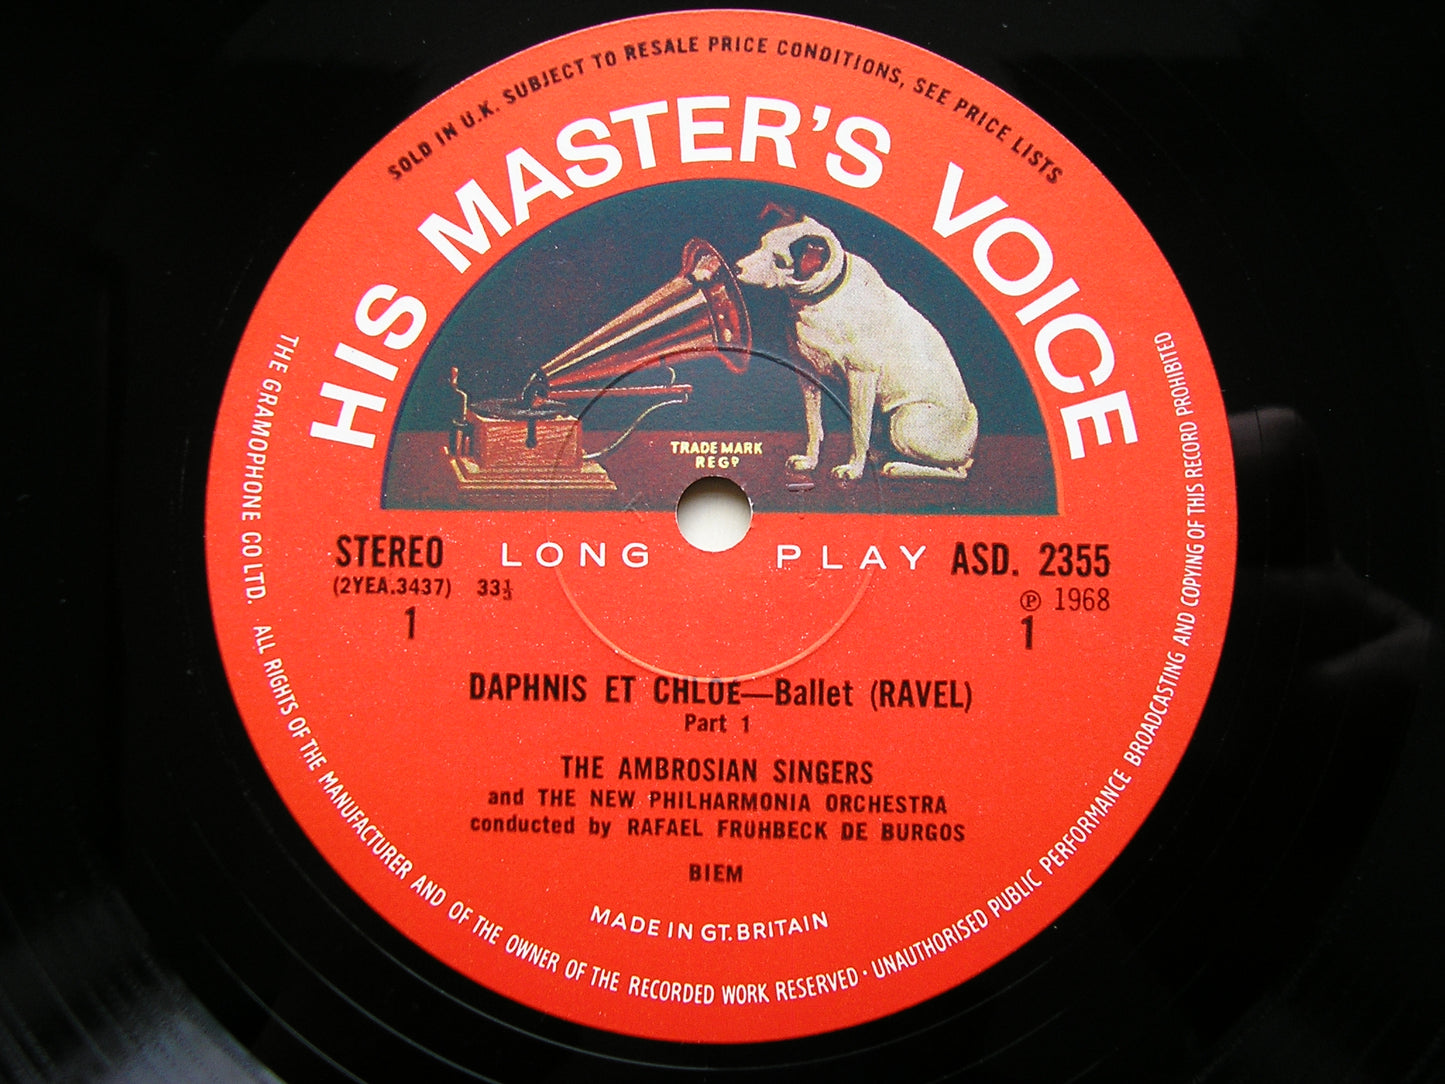 SOLD IN U.K. SUBJECT TO RESALE PRICE CONDITIONS, SEE PRICE LISTS
HIS MASTER'S VOICE
TRADE MARK
REGD
STEREO LONG PLAY ASD. 2355
(2YEA.3437) 33⅓ ℗ 1968
1 1
DAPHNIS ET CHLOÉ—Ballet (RAVEL)
Part 1
THE AMBROSIAN SINGERS
and THE NEW PHILHARMONIA ORCHESTRA
conducted by RAFAEL FRÜHBECK DE BURGOS
BIEM
MADE IN GT. BRITAIN
THE GRAMOPHONE CO LTD. ALL RIGHTS OF THE MANUFACTURER AND OF THE OWNER OF THE RECORDED WORK RESERVED · UNAUTHORISED PUBLIC PERFORMANCE BROADCASTING AND COPYING OF THIS RECORD PROHIBITED